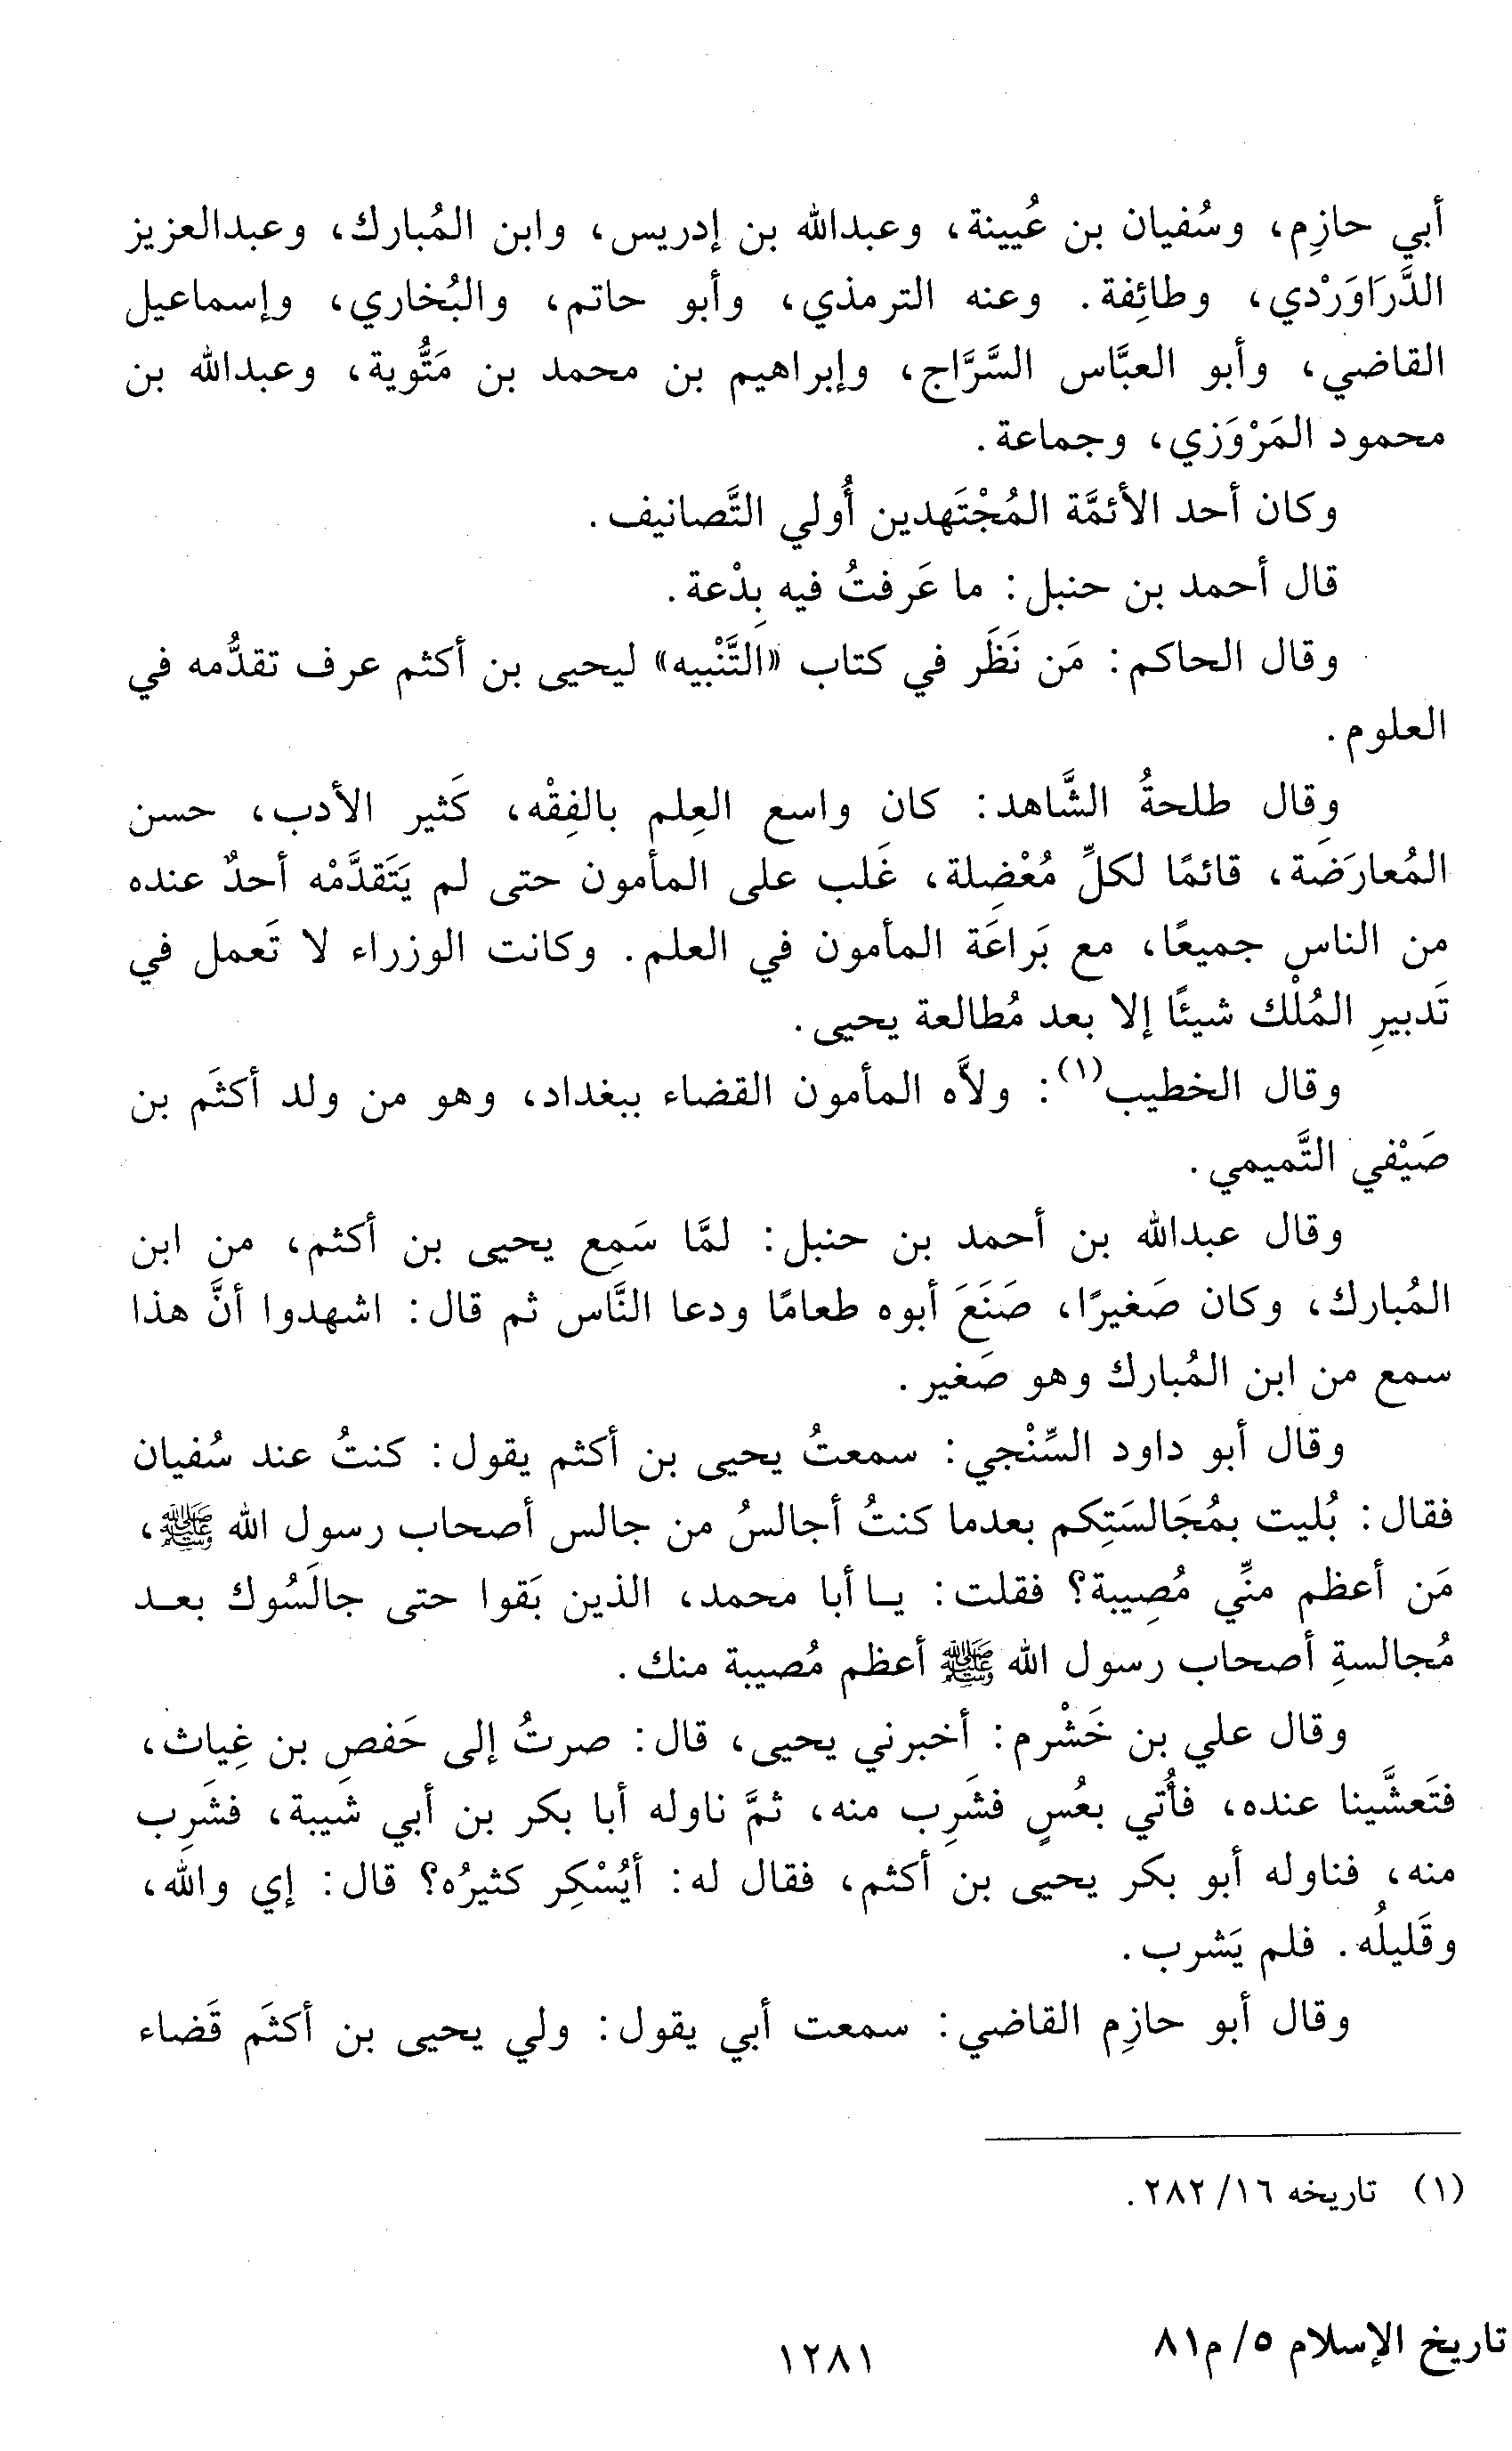 أبي حازِم، وسُفيان بن عُيينة، وعبدالله بن إدريس، وابن المُبارك، وعبدالعزيز
الدَّرَاوَرْدي، وطائِفة. وعنه الترمذي، وأبو حاتم، والبُخاري، وإسماعيل
القاضي، وأبو العبَّاس السَّرَّاج، وإبراهيم بن محمد بن مَتُّوية، وعبدالله بن
محمود المَرْوَزي، وجماعة.
وكان أحد الأئمَّة المُجْتَهدين أُولي التَّصانيف.
قال أحمد بن حنبل: ما عَرفتُ فيه بِدْعة.
وقال الحاكم: مَن نَظَر في كتاب «التَّنْبيه» ليحيى بن أكثم عرف تقدُّمه في
العلوم.
وقال طلحةُ الشَّاهد: كان واسع العِلم بالفِقْه، كَثير الأدب، حسن
المُعارَضِة، قائمًا لكلِّ مُعْضِلة، غَلب على المأمون حتى لم يَتَقدَّمْه أحدٌ عنده
من الناس جميعًا، مع بَراعَة المأمون في العلم. وكانت الوزراء لا تَعمل في
تَدبيرِ المُلْك شيئًا إلا بعد مُطالعة يحيى.
وقال الخطيب(١): ولاَّه المأمون القضاء ببغداد، وهو من ولد أكثَم بن
صَيْفي التَّميمي.
وقال عبدالله بن أحمد بن حنبل: لمَّا سَمِع يحيى بن أكثم، من ابن
المُبارك، وكان صَغيرًا، صَنَعَ أبوه طعامًا ودعا النَّاس ثم قال: اشهدوا أنَّ هذا
سمع من ابن المُبارك وهو صَغير.
وقال أبو داود السِّنْجي: سمعتُ يحيى بن أكثم يقول: كنتُ عند سُفيان
فقال: بُليت بمُجَالسَتِكم بعدما كنتُ أجالسُ من جالس أصحاب رسول الله ﷺ،
مَن أعظم منِّي مُصِيبة؟ فقلت: يا أبا محمد، الذين بَقوا حتى جالَسُوك بعد
مُجالسةِ أصحاب رسول الله ﷺ أعظم مُصيبة منك.
وقال علي بن خَشْرم: أخبرني يحيى، قال: صرتُ إلى حَفصِ بن غِياث،
فتَعشَّينا عنده، فأُتي بعُسٍ فشَرِب منه، ثمَّ ناوله أبا بكر بن أبي شَيبة، فشَرِب
منه، فناوله أبو بكر يحيى بن أكثم، فقال له: أيُسْكِر كثيرُه؟ قال: إي والله،
وقَليلُه. فلم يَشرب.
وقال أبو حازِم القاضي: سمعت أبي يقول: ولي يحيى بن أكثَم قَضاء
(١) تاريخه ١٦/ ٢٨٢.
تاريخ الإسلام ٥/ م٨١
١٢٨١